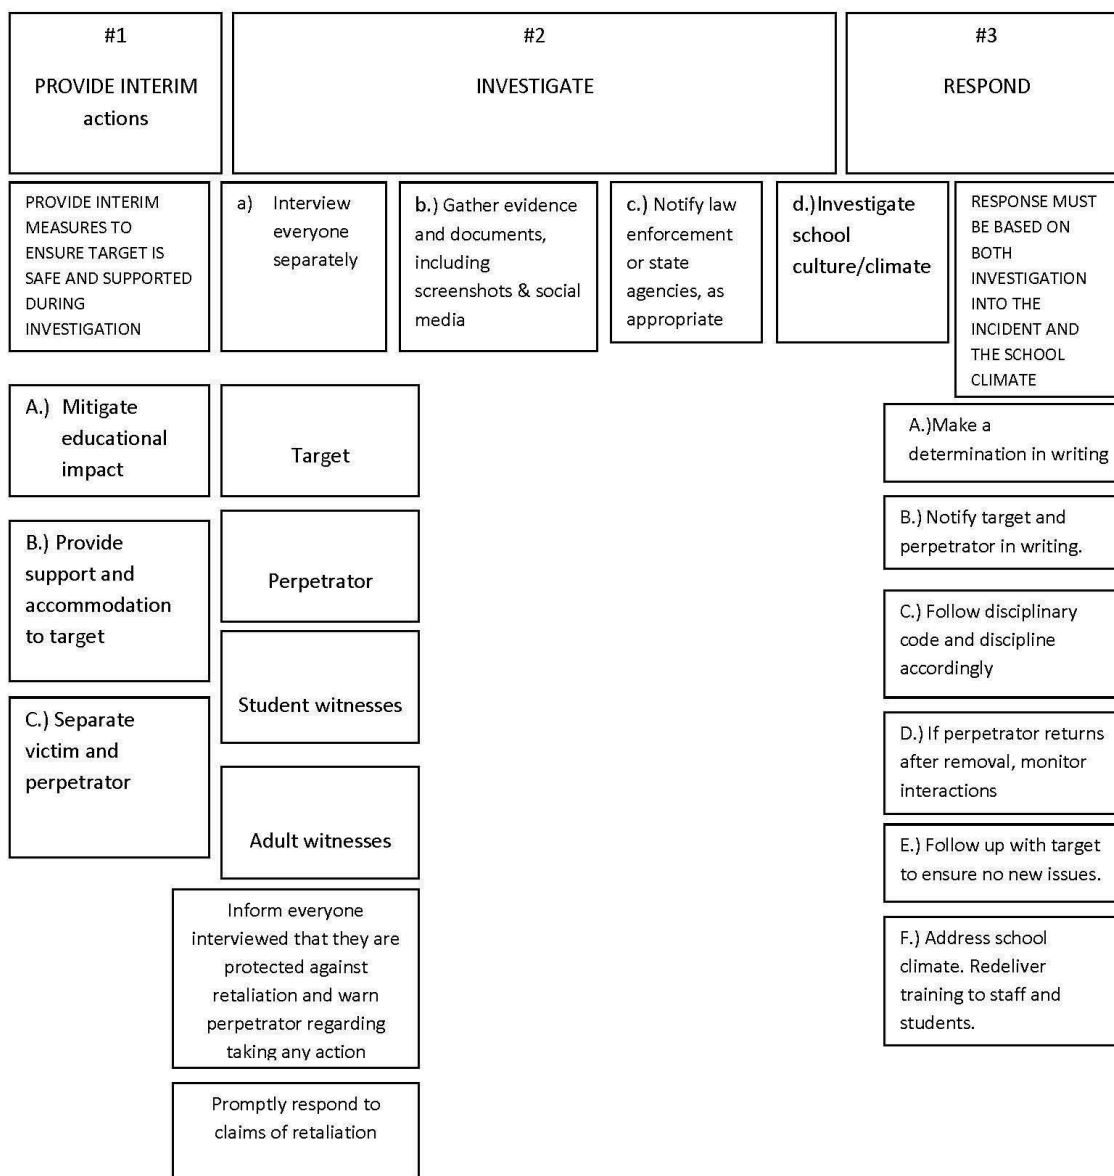 #1
PROVIDE INTERIM
actions
#2
INVESTIGATE
#3
RESPOND
PROVIDE INTERIM
MEASURES TO
ENSURE TARGET IS
SAFE AND SUPPORTED
DURING
INVESTIGATION
a) Interview
everyone
separately
b.) Gather evidence
and documents,
including
screenshots & social
media
c.) Notify law
enforcement
or state
agencies, as
appropriate
d.)Investigate
school
culture/climate
RESPONSE MUST
BE BASED ON
BOTH
INVESTIGATION
INTO THE
INCIDENT AND
THE SCHOOL
CLIMATE
A.) Mitigate
educational
impact
B.) Provide
support and
accommodation
to target
C.) Separate
victim and
perpetrator
Target
Perpetrator
Student witnesses
Adult witnesses
Inform everyone
interviewed that they are
protected against
retaliation and warn
perpetrator regarding
taking any action
Promptly respond to
claims of retaliation
A.)Make a
determination in writing
B.) Notify target and
perpetrator in writing.
C.) Follow disciplinary
code and discipline
accordingly
D.) If perpetrator returns
after removal, monitor
interactions
E.) Follow up with target
to ensure no new issues.
F.) Address school
climate. Redeliver
training to staff and
students.